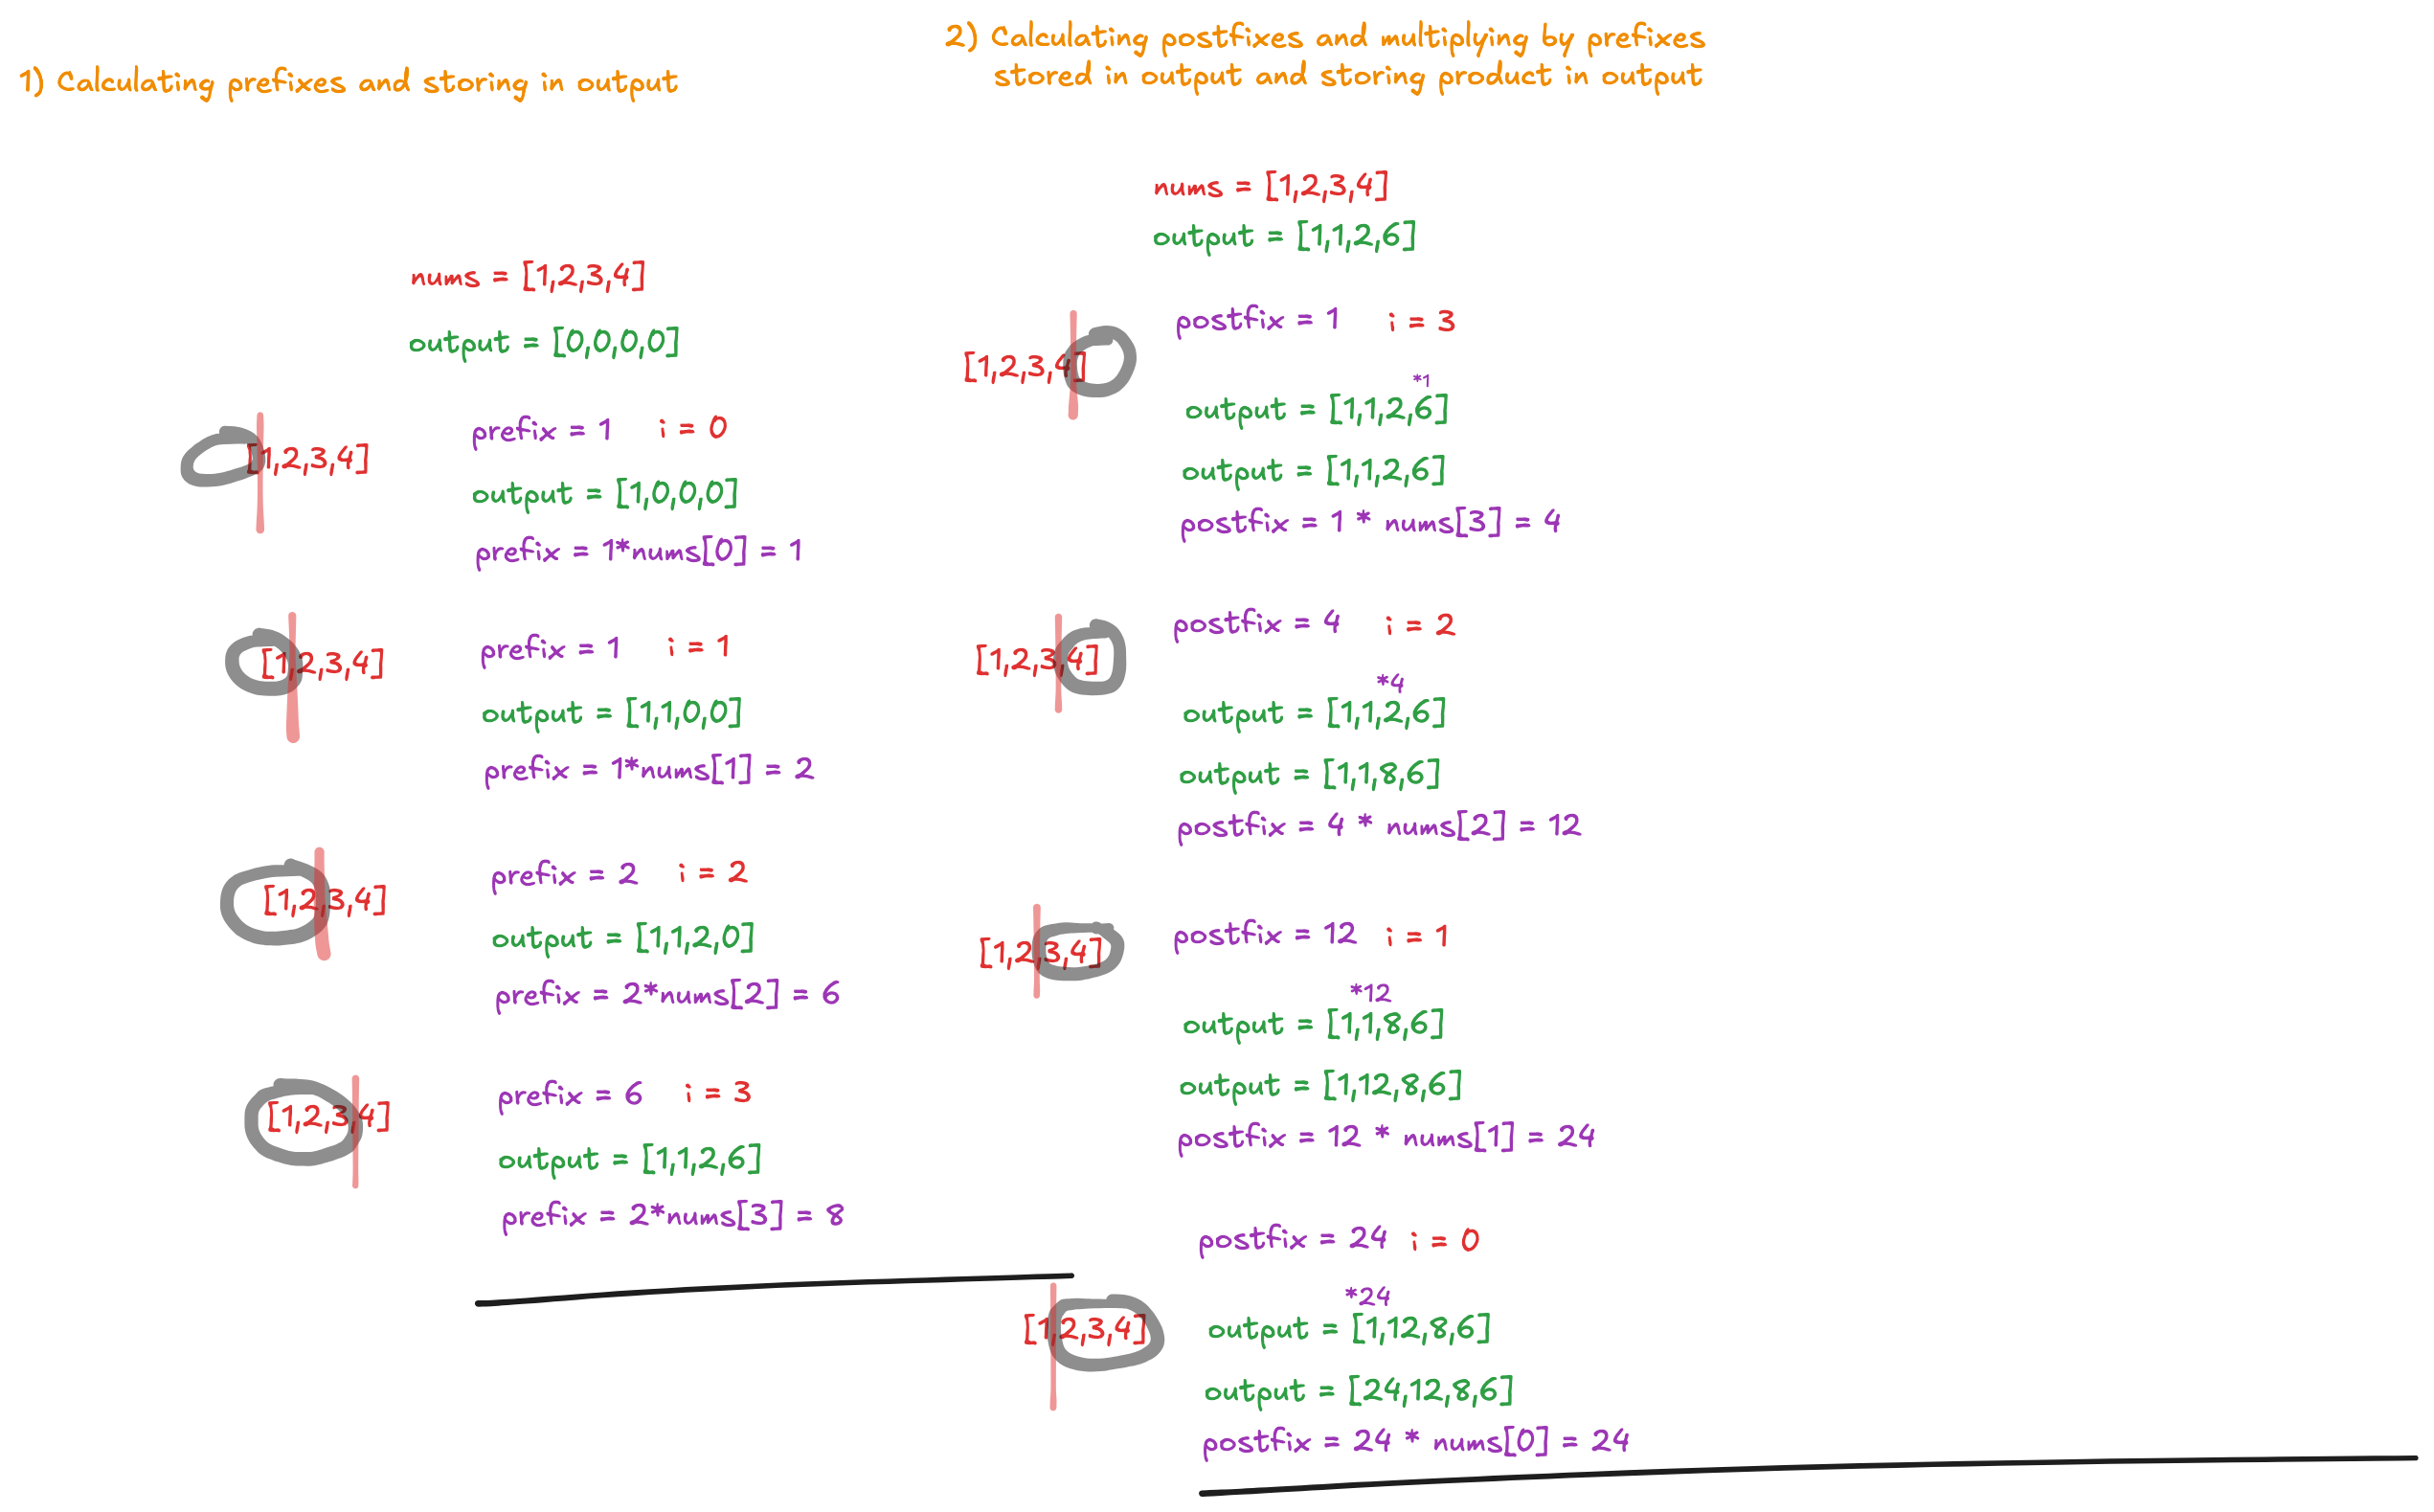 1) Calculating prefixes and storing in output
nums = [1,2,3,4]
output = [0,0,0,0]
[1,2,3,4]
prefix = 1 i = 0
output = [1,0,0,0]
prefix = 1*nums[0] = 1
[1,2,3,4]
prefix = 1 i = 1
output = [1,1,0,0]
prefix = 1*nums[1] = 2
[1,2,3,4]
prefix = 2 i = 2
output = [1,1,2,0]
prefix = 2*nums[2] = 6
[1,2,3,4]
prefix = 6 i = 3
output = [1,1,2,6]
prefix = 2*nums[3] = 8
2) Calculating postfixes and multiplying by prefixes
stored in output and storing product in output
nums = [1,2,3,4]
output = [1,1,2,6]
postfix = 1 i = 3
[1,2,3,4]
*1
output = [1,1,2,6]
output = [1,1,2,6]
postfix = 1 * nums[3] = 4
postfix = 4 i = 2
[1,2,3,4]
*4
output = [1,1,2,6]
output = [1,1,8,6]
postfix = 4 * nums[2] = 12
postfix = 12 i = 1
[1,2,3,4]
*12
output = [1,1,8,6]
output = [1,12,8,6]
postfix = 12 * nums[1] = 24
postfix = 24 i = 0
*24
[1,2,3,4]
output = [1,12,8,6]
output = [24,12,8,6]
postfix = 24 * nums[0] = 24